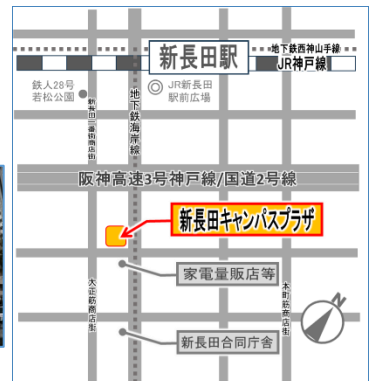 新長田駅
地下鉄西神山手線
JR神戸線
鉄人28号
若松公園
JR新長田
駅前広場
新長田一番街商店街
地下鉄海岸線
阪神高速3号神戸線/国道2号線
新長田キャンパスプラザ
家電量販店等
大正筋商店街
本町筋商店街
N
新長田合同庁舎